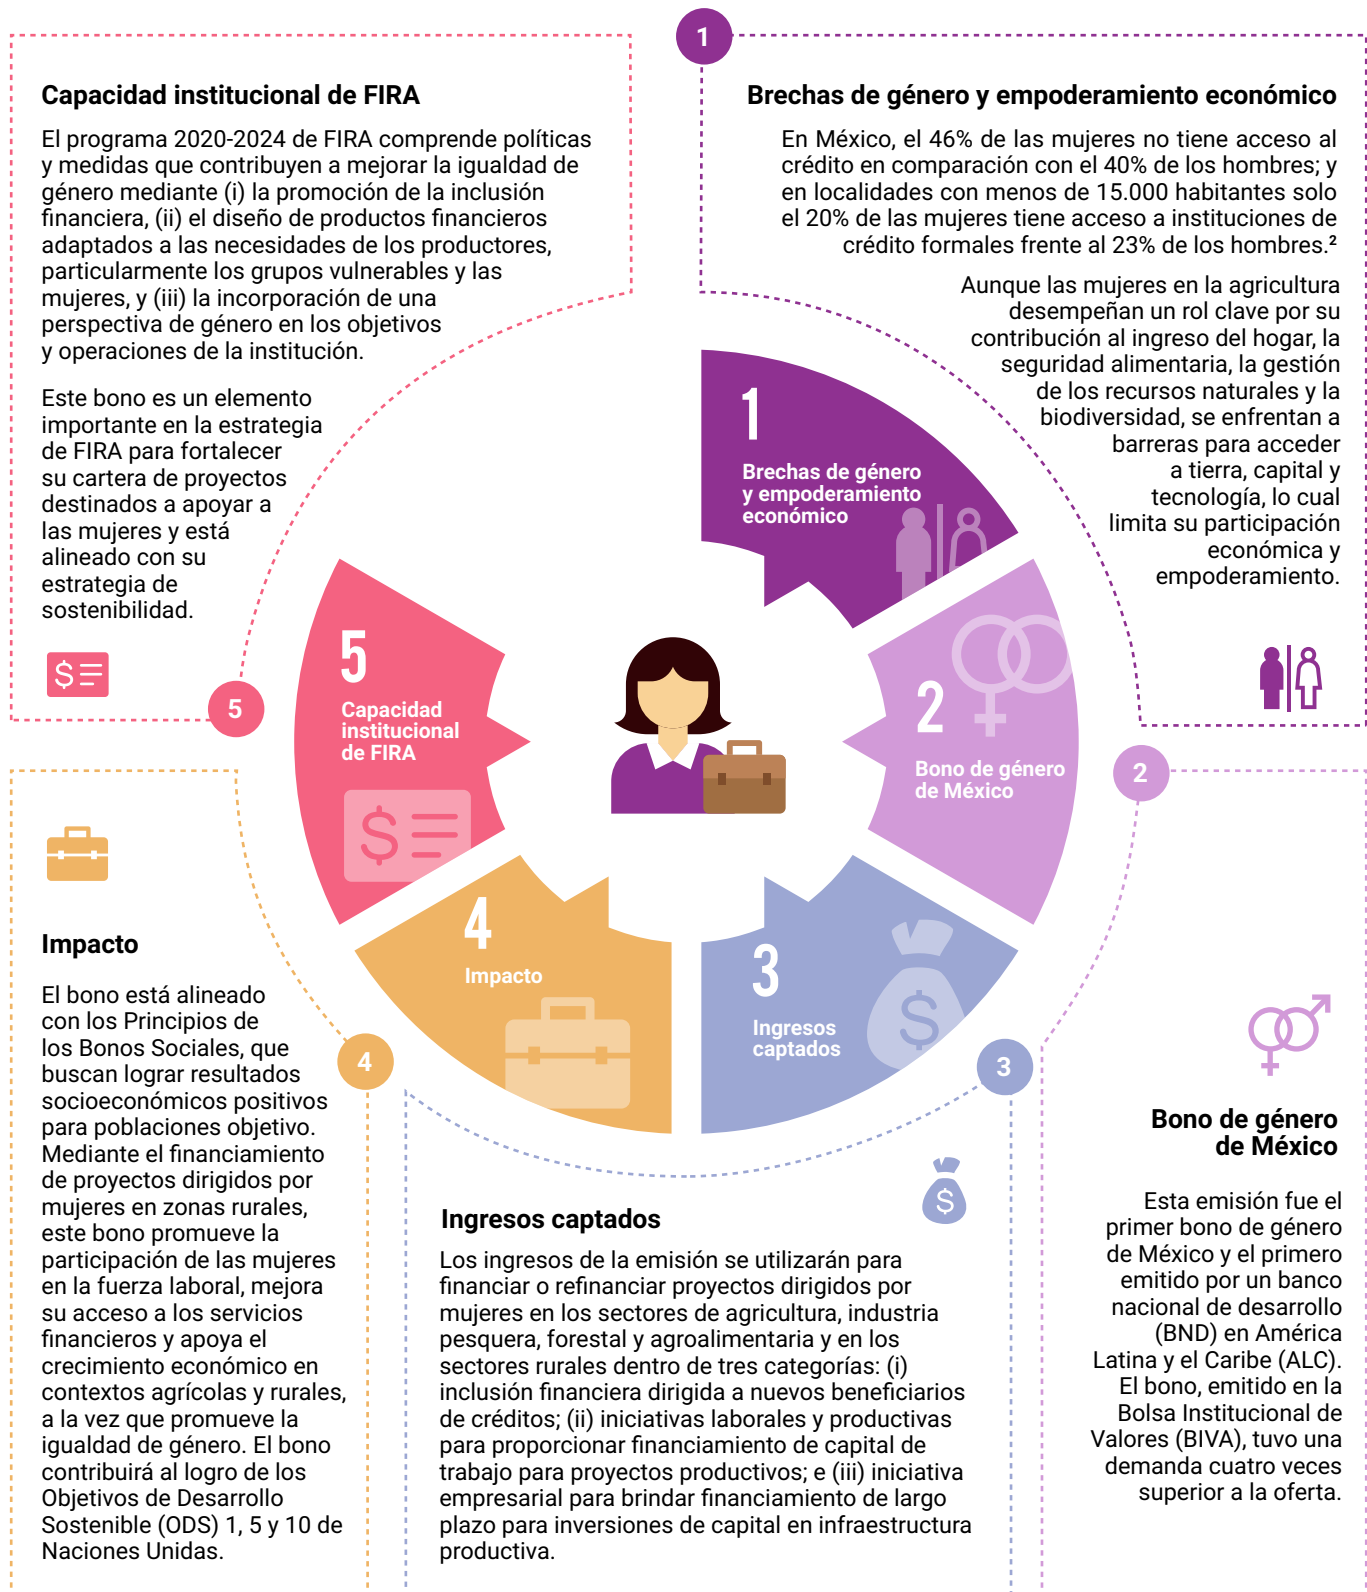 1
Brechas de género y empoderamiento económico
En México, el 46% de las mujeres no tiene acceso al
crédito en comparación con el 40% de los hombres; y
en localidades con menos de 15.000 habitantes solo
el 20% de las mujeres tiene acceso a instituciones de
crédito formales frente al 23% de los hombres.²
Aunque las mujeres en la agricultura
desempeñan un rol clave por su
contribución al ingreso del hogar, la
seguridad alimentaria, la gestión
de los recursos naturales y la
biodiversidad, se enfrentan a
barreras para acceder
a tierra, capital y
tecnología, lo cual
limita su participación
económica y
empoderamiento.
2
Bono de género
de México
Esta emisión fue el
primer bono de género
de México y el primero
emitido por un banco
nacional de desarrollo
(BND) en América
Latina y el Caribe (ALC).
El bono, emitido en la
Bolsa Institucional de
Valores (BIVA), tuvo una
demanda cuatro veces
superior a la oferta.
3
$
Ingresos captados
Los ingresos de la emisión se utilizarán para
financiar o refinanciar proyectos dirigidos por
mujeres en los sectores de agricultura, industria
pesquera, forestal y agroalimentaria y en los
sectores rurales dentro de tres categorías: (i)
inclusión financiera dirigida a nuevos beneficiarios
de créditos; (ii) iniciativas laborales y productivas
para proporcionar financiamiento de capital de
trabajo para proyectos productivos; e (iii) iniciativa
empresarial para brindar financiamiento de largo
plazo para inversiones de capital en infraestructura
productiva.
4
Impacto
El bono está alineado
con los Principios de
los Bonos Sociales, que
buscan lograr resultados
socioeconómicos positivos
para poblaciones objetivo.
Mediante el financiamiento
de proyectos dirigidos por
mujeres en zonas rurales,
este bono promueve la
participación de las mujeres
en la fuerza laboral, mejora
su acceso a los servicios
financieros y apoya el
crecimiento económico en
contextos agrícolas y rurales,
a la vez que promueve la
igualdad de género. El bono
contribuirá al logro de los
Objetivos de Desarrollo
Sostenible (ODS) 1, 5 y 10 de
Naciones Unidas.
5
Capacidad institucional de FIRA
El programa 2020-2024 de FIRA comprende políticas
y medidas que contribuyen a mejorar la igualdad de
género mediante (i) la promoción de la inclusión
financiera, (ii) el diseño de productos financieros
adaptados a las necesidades de los productores,
particularmente los grupos vulnerables y las
mujeres, y (iii) la incorporación de una
perspectiva de género en los objetivos
y operaciones de la institución.
Este bono es un elemento
importante en la estrategia
de FIRA para fortalecer
su cartera de proyectos
destinados a apoyar a
las mujeres y está
alineado con su
estrategia de
sostenibilidad.
$
1
Brechas de género
y empoderamiento
económico
2
Bono de género
de México
3
Ingresos
captados
$
4
Impacto
5
Capacidad
institucional
de FIRA
$